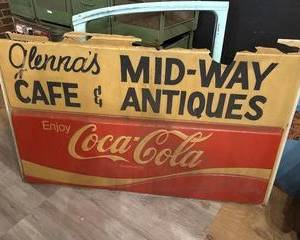 Glenna's MID-WAY
CAFE & ANTIQUES
Enjoy
Coca-Cola